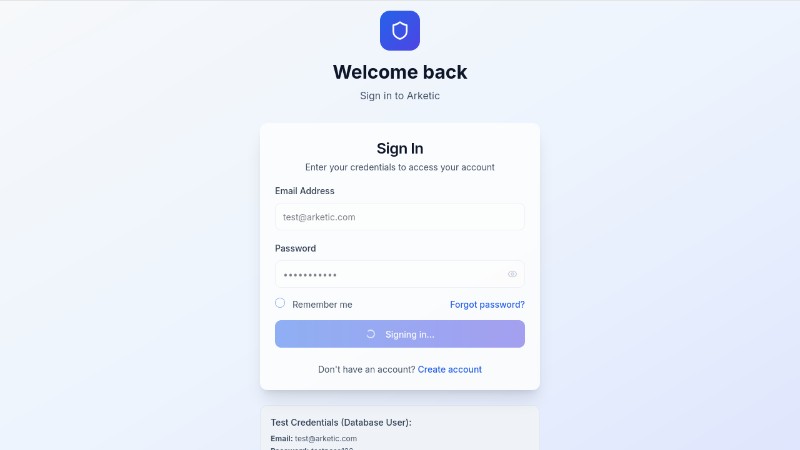 Welcome back
Sign in to Arketic
Sign In
Enter your credentials to access your account
Email Address
test@arketic.com
Password
•••••••••••
Remember me
Forgot password?
Signing in...
Don't have an account? Create account
Test Credentials (Database User):
Email: test@arketic.com